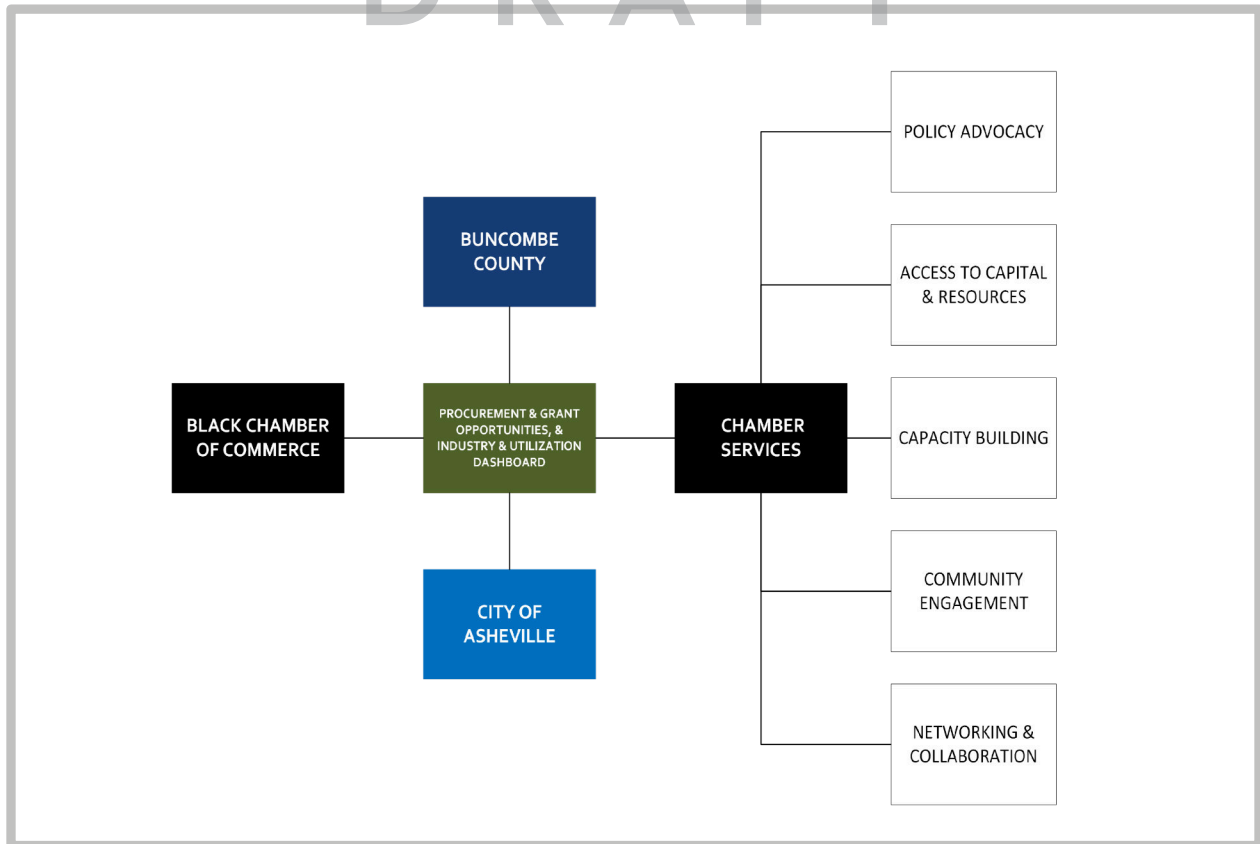 DRAFT
POLICY ADVOCACY
BUNCOMBE
COUNTY
ACCESS TO CAPITAL
& RESOURCES
BLACK CHAMBER
OF COMMERCE
PROCUREMENT & GRANT
OPPORTUNITIES, &
INDUSTRY & UTILIZATION
DASHBOARD
CHAMBER
SERVICES
CAPACITY BUILDING
CITY OF
ASHEVILLE
COMMUNITY
ENGAGEMENT
NETWORKING &
COLLABORATION